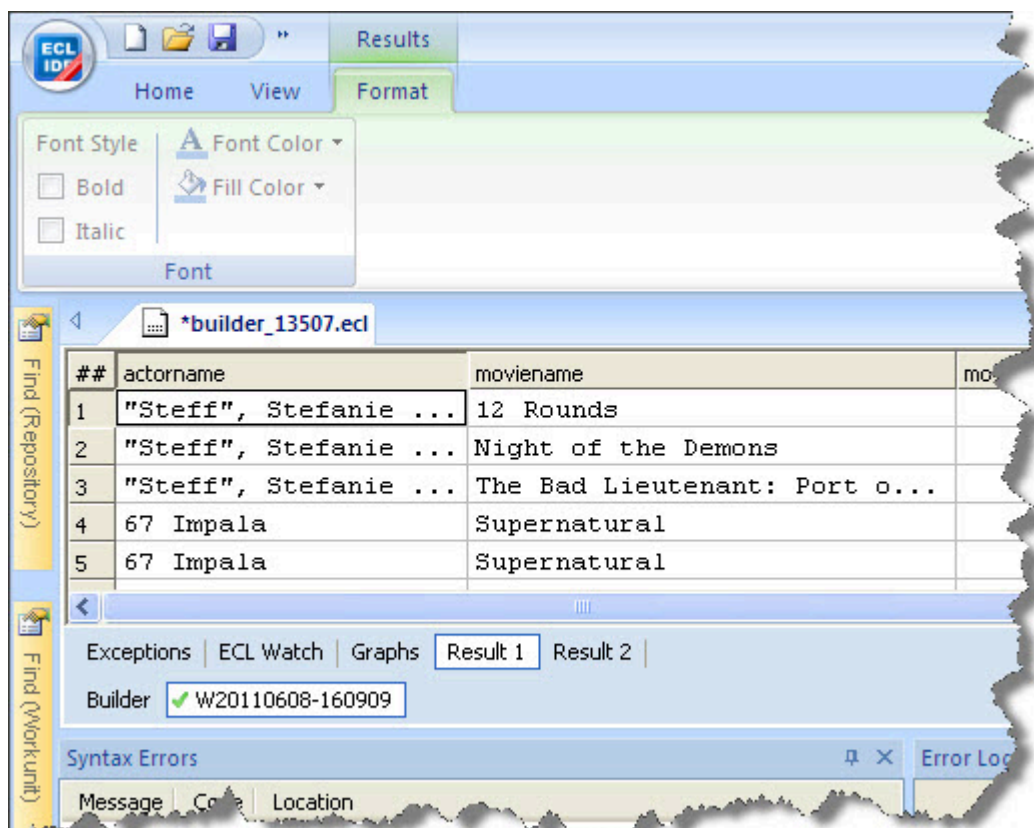 ECL
IDE
Results
Home View Format
Font Style Font Color
Bold Fill Color
Italic
Font
*builder_13507.ecl
## actorname moviename
1 "Steff", Stefanie ... 12 Rounds
2 "Steff", Stefanie ... Night of the Demons
3 "Steff", Stefanie ... The Bad Lieutenant: Port o...
4 67 Impala Supernatural
5 67 Impala Supernatural
Exceptions ECL Watch Graphs Result 1 Result 2
Builder W20110608-160909
Find (Repository)
Find (Workunit)
Syntax Errors Error Log
Message Code Location